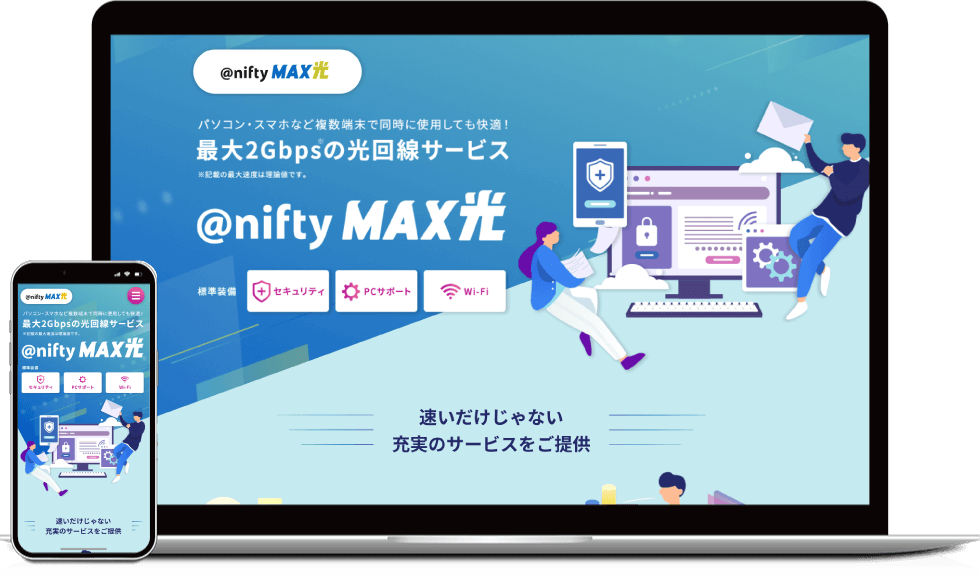 @nifty MAX光
パソコン・スマホなど複数端末で同時に使用しても快適！
最大2Gbpsの光回線サービス
※記載の最大速度は理論値です。
@nifty MAX光
標準装備 セキュリティ PCサポート Wi-Fi
速いだけじゃない
充実のサービスをご提供
@nifty MAX光
パソコン・スマホなど複数端末で同時に使用しても快適！
最大2Gbpsの光回線サービス
※記載の最大速度は理論値です。
@nifty MAX光
標準装備
セキュリティ PCサポート Wi-Fi
速いだけじゃない
充実のサービスをご提供